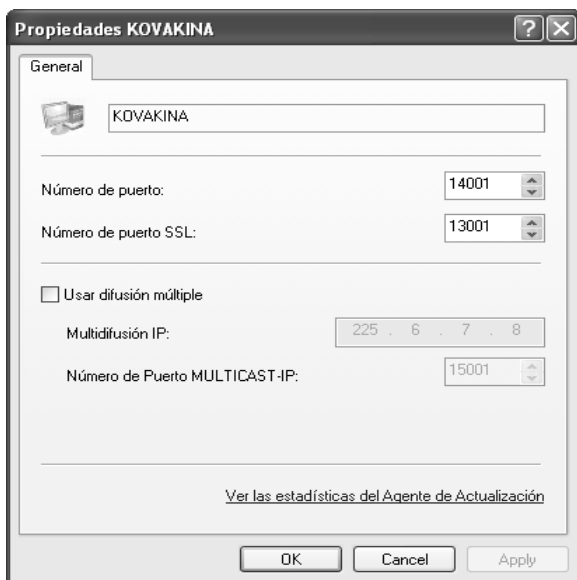 Propiedades KOVAKINA
General
KOVAKINA
Número de puerto: 14001
Número de puerto SSL: 13001
Usar difusión múltiple
Multidifusión IP: 225 . 6 . 7 . 8
Número de Puerto MULTICAST-IP: 15001
Ver las estadísticas del Agente de Actualización
OK Cancel Apply